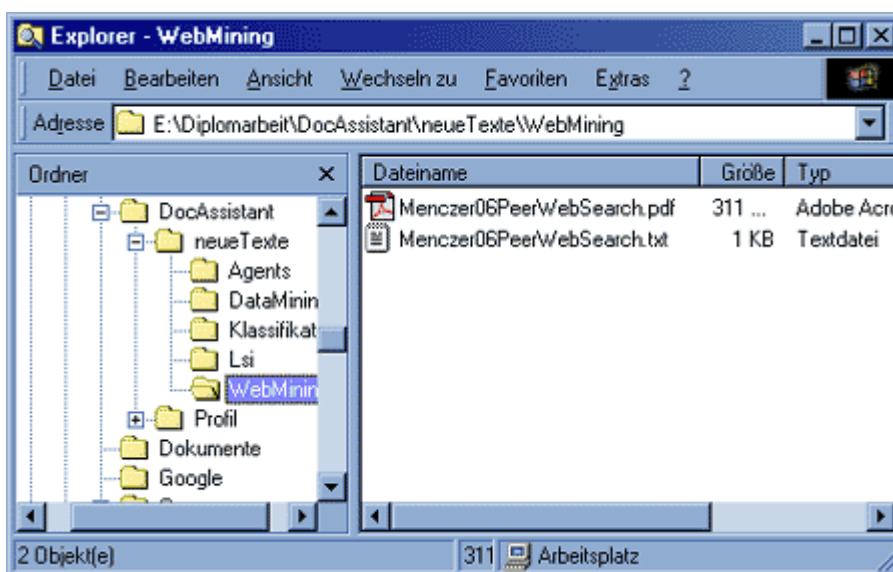 Explorer - WebMining
Datei Bearbeiten Ansicht Wechseln zu Favoriten Extras ?
Adresse E:\Diplomarbeit\DocAssistant\neueTexte\WebMining
Ordner
DocAssistant
neueTexte
Agents
DataMinin
Klassifikat
Lsi
WebMinin
Profil
Dokumente
Google
Dateiname Größe Typ
Menczer06PeerWebSearch.pdf 311 ... Adobe Acro
Menczer06PeerWebSearch.txt 1 KB Textdatei
2 Objekt(e) 311 Arbeitsplatz